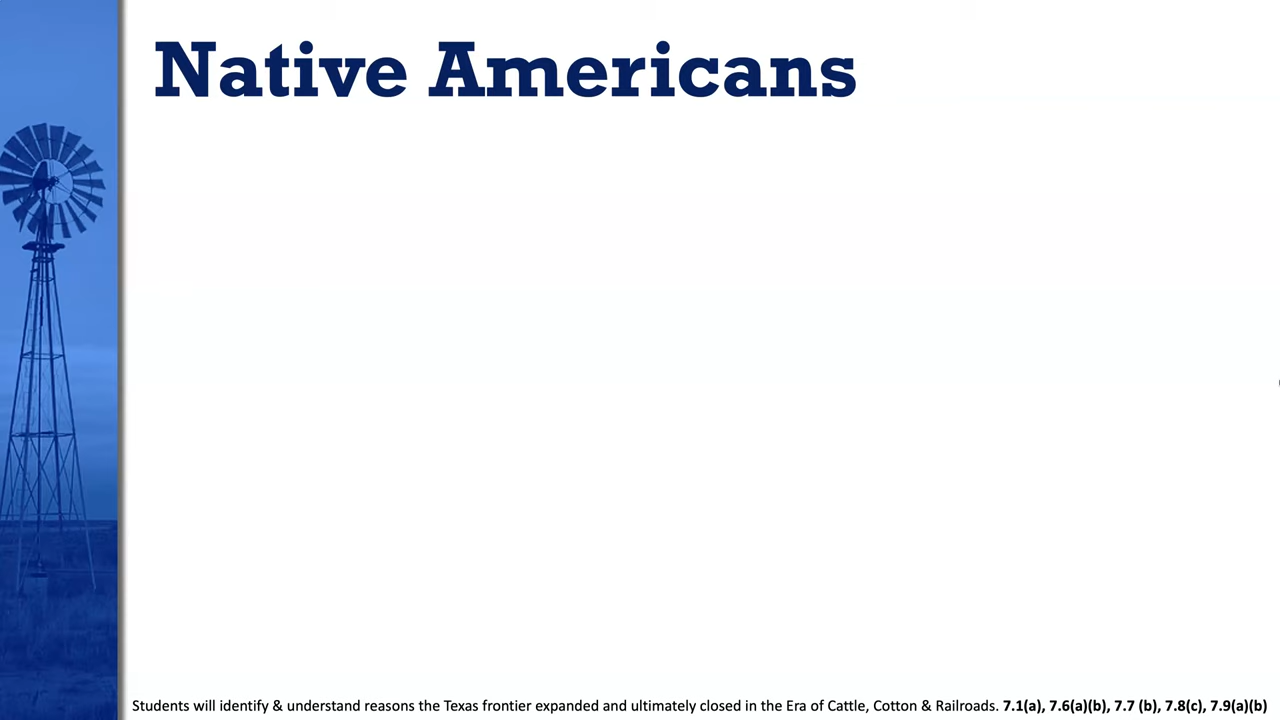 Native Americans
Students will identify & understand reasons the Texas frontier expanded and ultimately closed in the Era of Cattle, Cotton & Railroads. 7.1(a), 7.6(a)(b), 7.7 (b), 7.8(c), 7.9(a)(b)